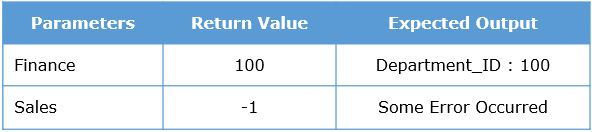 Parameters Return Value Expected Output
Finance 100 Department_ID : 100
Sales -1 Some Error Occurred